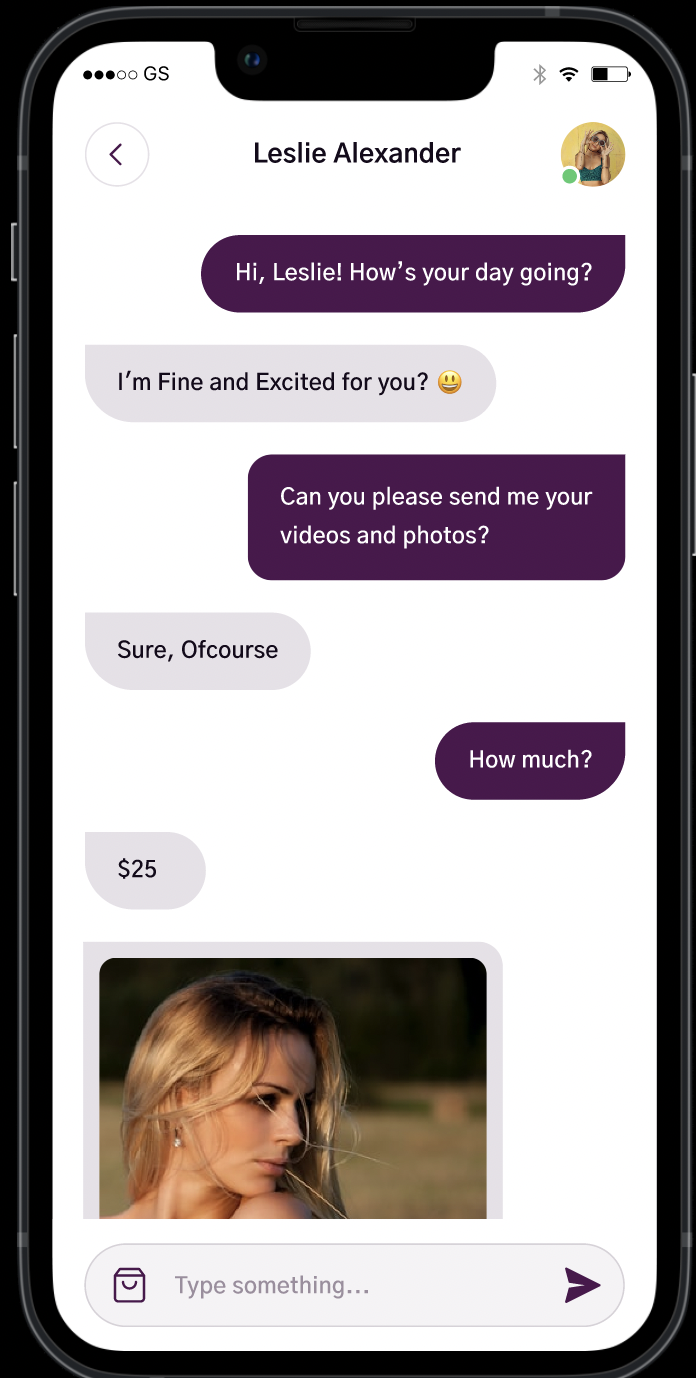 GS
Leslie Alexander
Hi, Leslie! How’s your day going?
I’m Fine and Excited for you? 😃
Can you please send me your
videos and photos?
Sure, Ofcourse
How much?
$25
Type something...